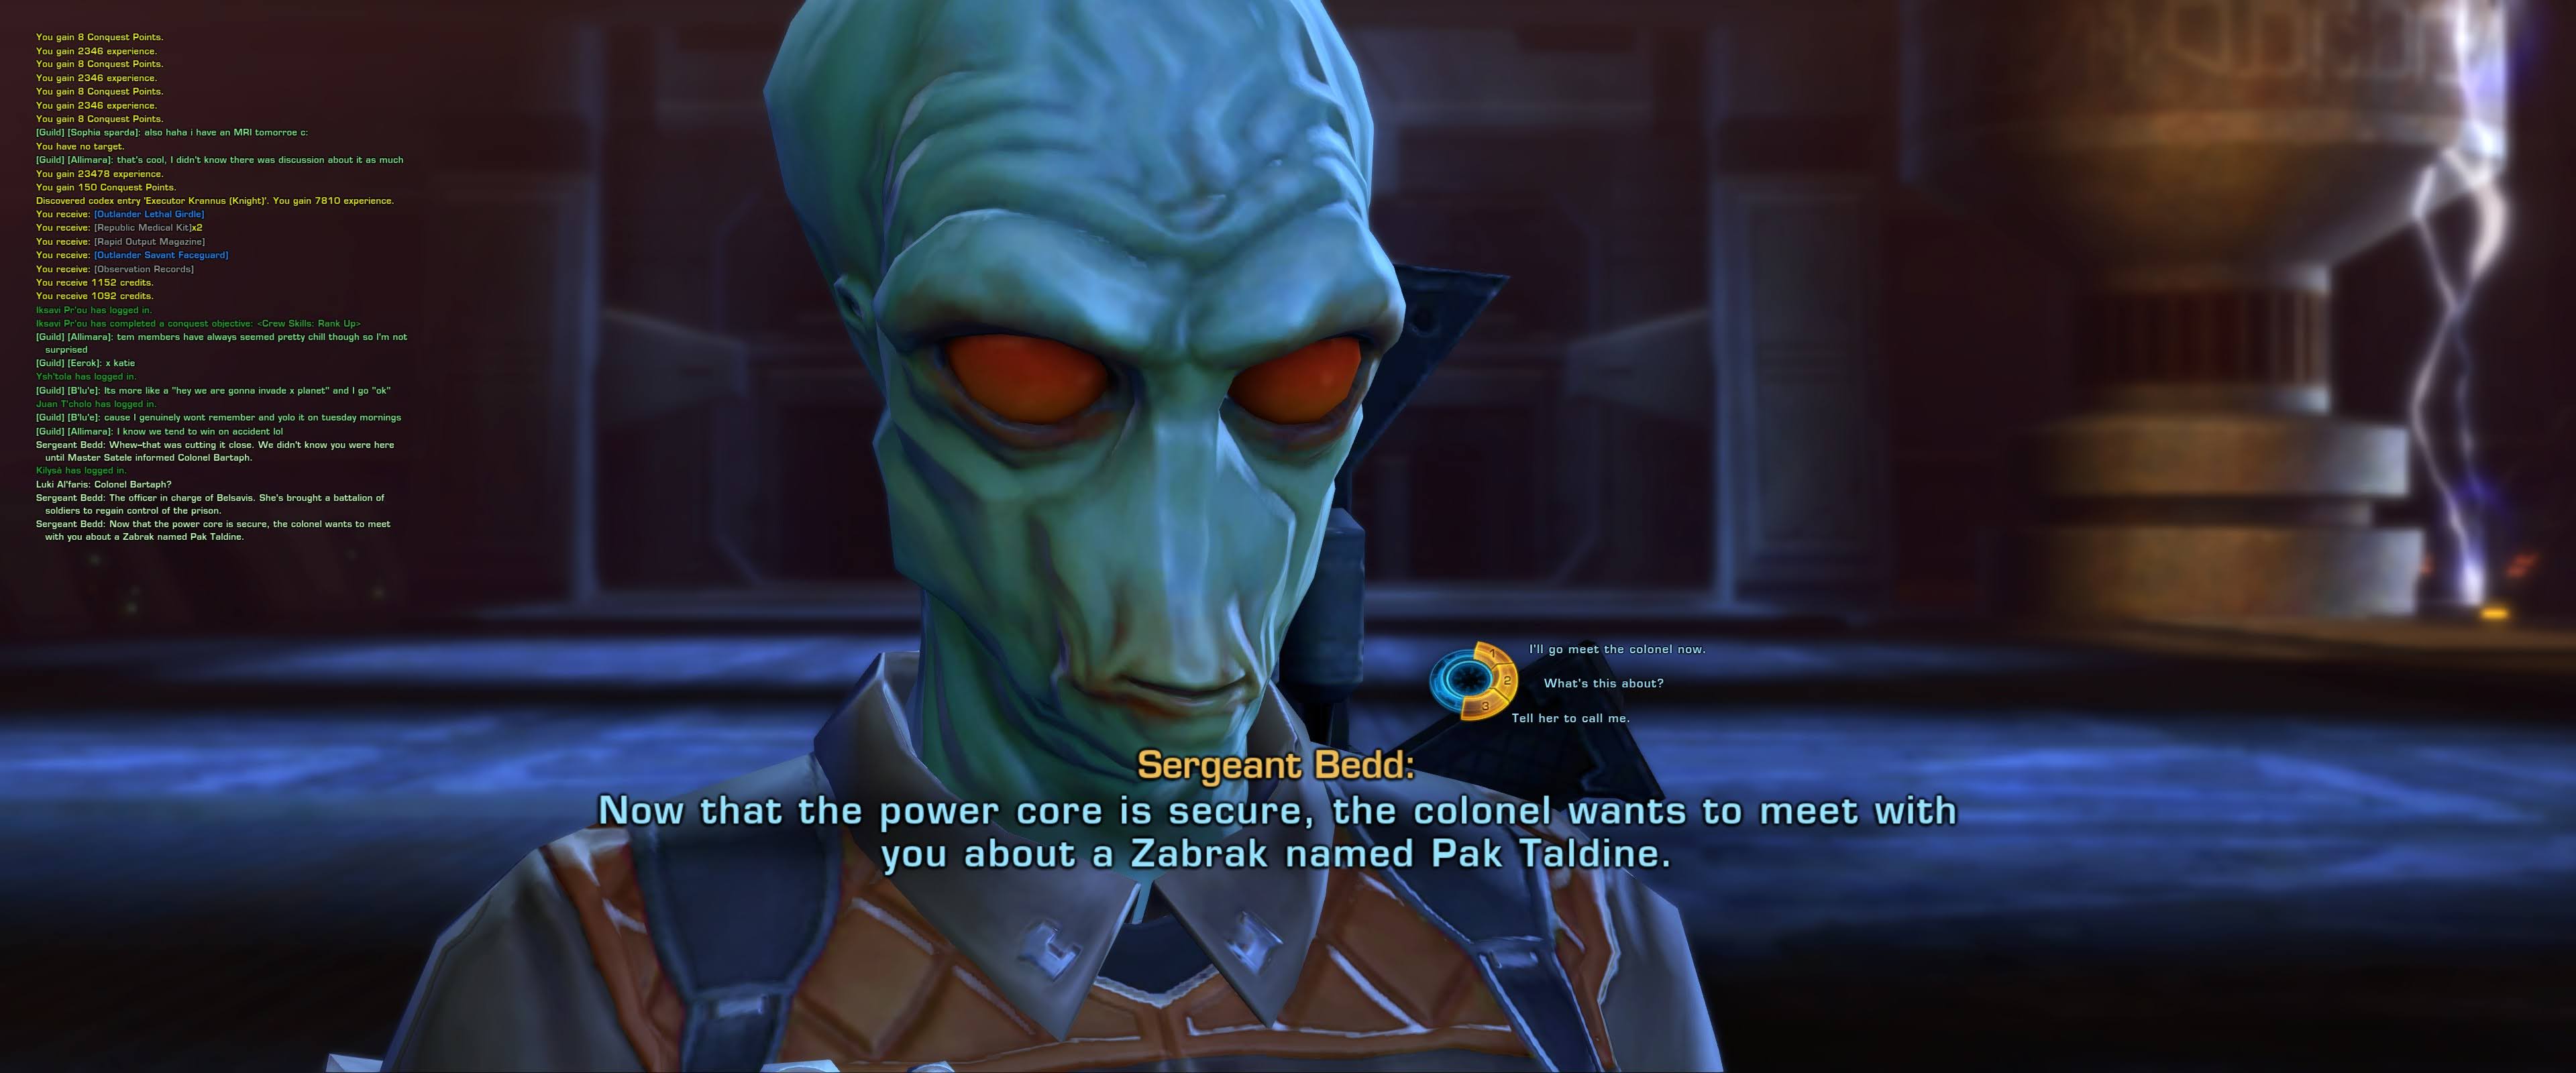 You gain 8 Conquest Points.
You gain 2346 experience.
You gain 8 Conquest Points.
You gain 2346 experience.
You gain 8 Conquest Points.
You gain 2346 experience.
You gain 8 Conquest Points.
[Guild] [Sophia sparda]: also haha i have an MRI tomorroe c:
You have no target.
[Guild] [Allimara]: that's cool, I didn't know there was discussion about it as much
You gain 23478 experience.
You gain 150 Conquest Points.
Discovered codex entry 'Executor Krannus (Knight)'. You gain 7810 experience.
You receive: [Outlander Lethal Girdle]
You receive: [Republic Medical Kit]x2
You receive: [Rapid Output Magazine]
You receive: [Outlander Savant Faceguard]
You receive: [Observation Records]
You receive 1152 credits.
You receive 1092 credits.
Iksavi Pr'ou has logged in.
Iksavi Pr'ou has completed a conquest objective: <Crew Skills: Rank Up>
[Guild] [Allimara]: tem members have always seemed pretty chill though so I'm not
surprised
[Guild] [Eerok]: x katie
Ysh'tola has logged in.
[Guild] [B'lu'e]: Its more like a "hey we are gonna invade x planet" and I go "ok"
Juan T'cholo has logged in.
[Guild] [B'lu'e]: cause I genuinely wont remember and yolo it on tuesday mornings
[Guild] [Allimara]: I know we tend to win on accident lol
Sergeant Bedd: Whew–that was cutting it close. We didn't know you were here
until Master Satele informed Colonel Bartaph.
Kilysá has logged in.
Luki Al'faris: Colonel Bartaph?
Sergeant Bedd: The officer in charge of Belsavis. She's brought a battalion of
soldiers to regain control of the prison.
Sergeant Bedd: Now that the power core is secure, the colonel wants to meet
with you about a Zabrak named Pak Taldine.
1 I'll go meet the colonel now.
2 What's this about?
3 Tell her to call me.
Sergeant Bedd:
Now that the power core is secure, the colonel wants to meet with
you about a Zabrak named Pak Taldine.